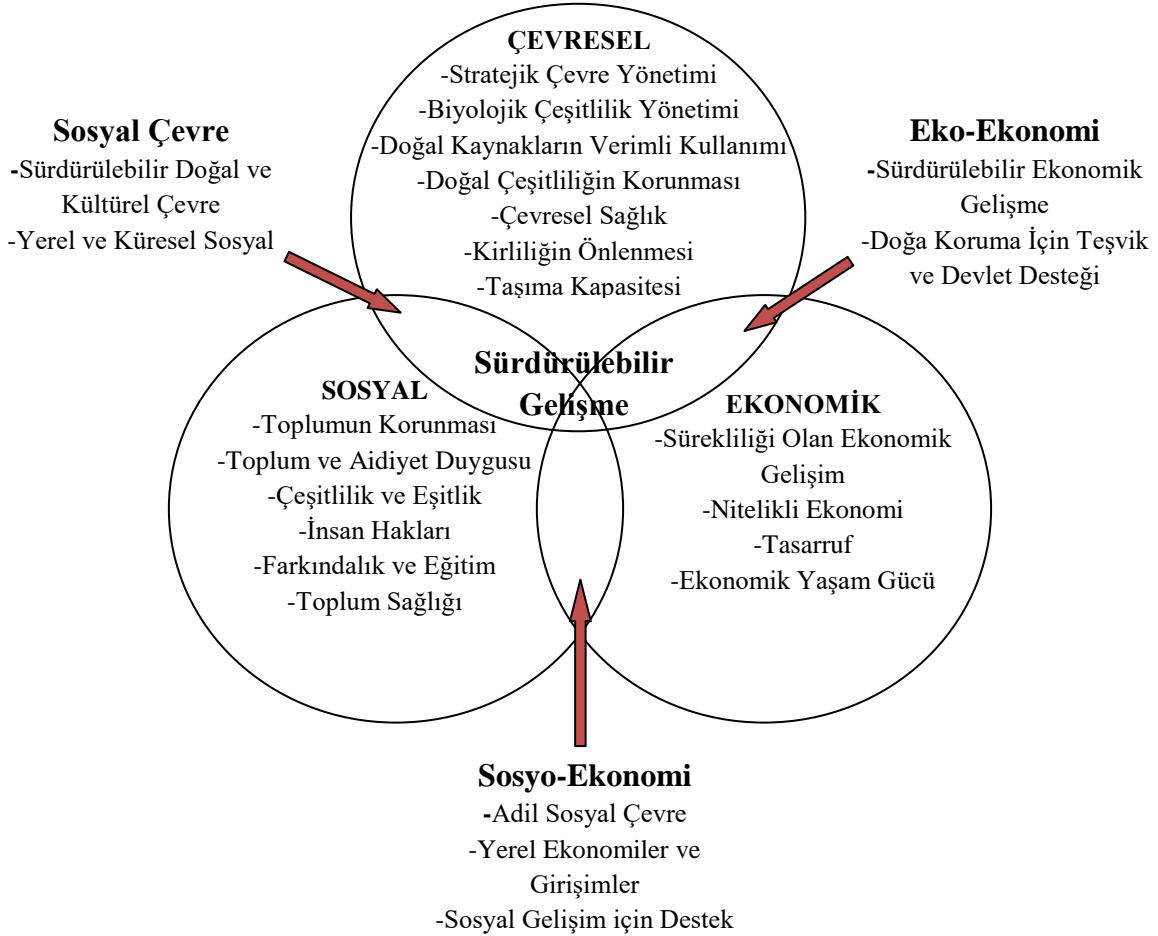 ÇEVRESEL
-Stratejik Çevre Yönetimi
-Biyolojik Çeşitlilik Yönetimi
-Doğal Kaynakların Verimli Kullanımı
-Doğal Çeşitliliğin Korunması
-Çevresel Sağlık
-Kirliliğin Önlenmesi
-Taşıma Kapasitesi
Sosyal Çevre
-Sürdürülebilir Doğal ve
Kültürel Çevre
-Yerel ve Küresel Sosyal
Eko-Ekonomi
-Sürdürülebilir Ekonomik
Gelişme
-Doğa Koruma İçin Teşvik
ve Devlet Desteği
Sürdürülebilir
Gelişme
SOSYAL
-Toplumun Korunması
-Toplum ve Aidiyet Duygusu
-Çeşitlilik ve Eşitlik
-İnsan Hakları
-Farkındalık ve Eğitim
-Toplum Sağlığı
EKONOMİK
-Sürekliliği Olan Ekonomik
Gelişim
-Nitelikli Ekonomi
-Tasarruf
-Ekonomik Yaşam Gücü
Sosyo-Ekonomi
-Adil Sosyal Çevre
-Yerel Ekonomiler ve
Girişimler
-Sosyal Gelişim için Destek